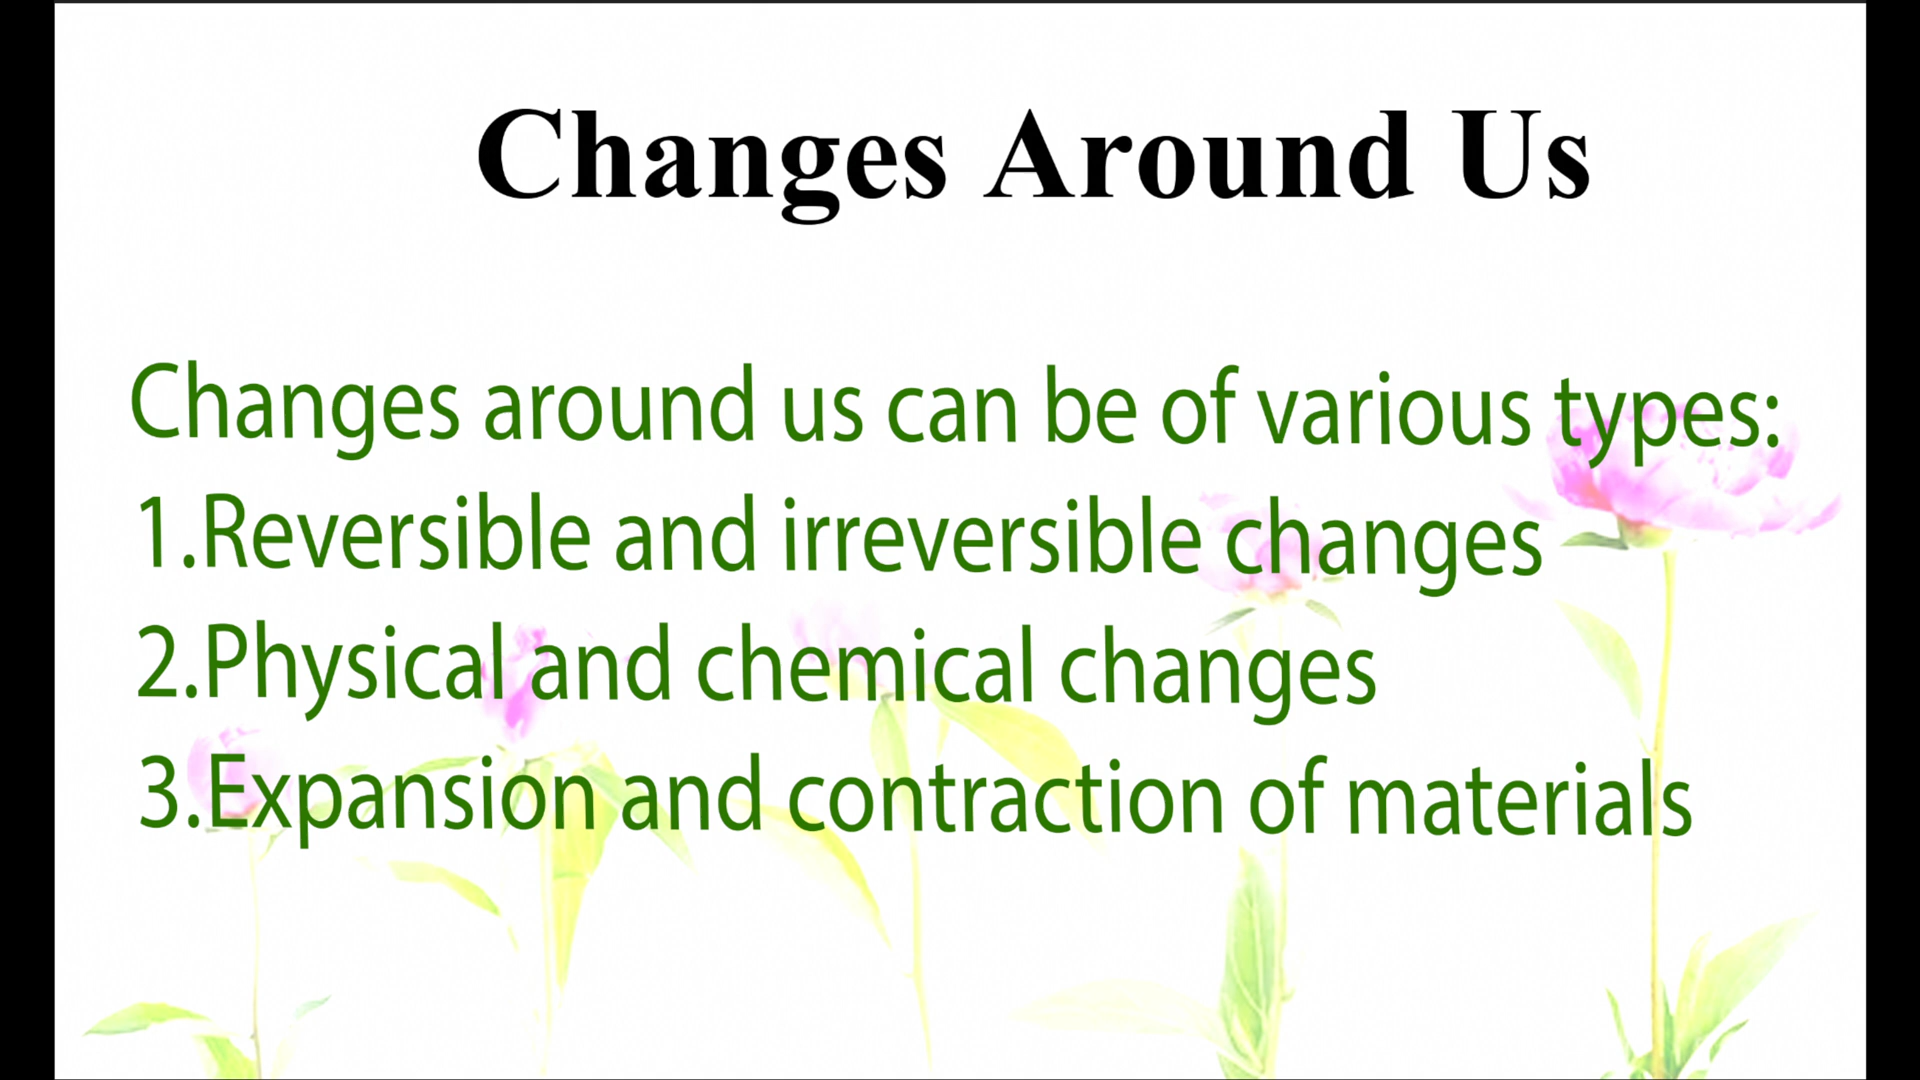 Changes Around Us
Changes around us can be of various types:
1.Reversible and irreversible changes
2.Physical and chemical changes
3.Expansion and contraction of materials